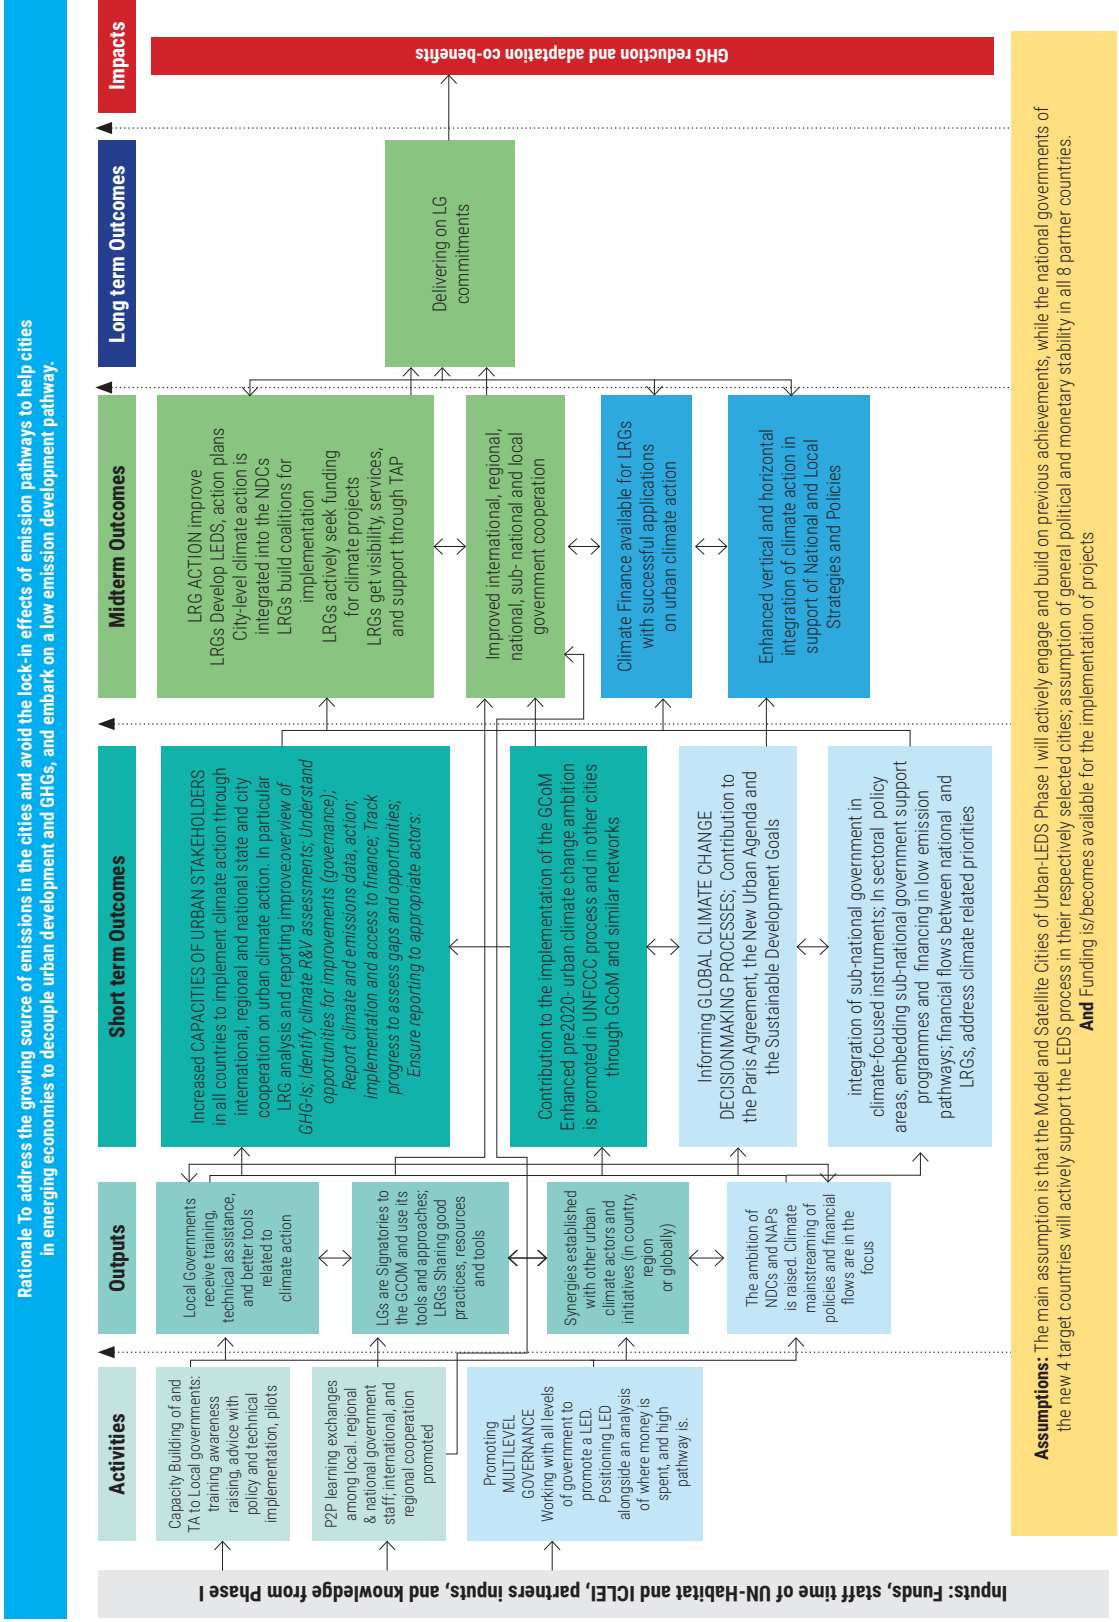 Rationale To address the growing source of emissions in the cities and avoid the lock-in effects of emission pathways to help cities
in emerging economies to decouple urban development and GHGs, and embark on a low emission development pathway.
Inputs: Funds, staff time of UN-Habitat and ICLEI, partners inputs, and knowledge from Phase I
Activities
Capacity Building of and
TA to Local governments:
training awareness
raising, advice with
policy and technical
implementation, pilots
P2P learning exchanges
among local. regional
& national government
staff; international, and
regional cooperation
promoted
Promoting
MULTILEVEL
GOVERNANCE
Working with all levels
of government to
promote a LED.
Positioning LED
alongside an analysis
of where money is
spent, and high
pathway is.
Outputs
Local Governments
receive training,
technical assistance,
and better tools
related to
climate action
LGs are Signatories to
the GCOM and use its
tools and approaches;
LRGs Sharing good
practices, resources
and tools
Synergies established
with other urban
climate actors and
initiatives (in country,
region
or globally)
The ambition of
NDCs and NAPs
is raised. Climate
mainstreaming of
policies and financial
flows are in the
focus
Short term Outcomes
Increased CAPACITIES OF URBAN STAKEHOLDERS
in all countries to implement climate action through
international, regional and national state and city
cooperation on urban climate action. In particular
LRG analysis and reporting improve:overview of
GHG-Is; Identify climate R&V assessments; Understand
opportunities for improvements (governance);
Report climate and emissions data, action;
implementation and access to finance; Track
progress to assess gaps and opportunities;
Ensure reporting to appropriate actors:
Contribution to the implementation of the GCoM
Enhanced pre2020- urban climate change ambition
is promoted in UNFCCC process and in other cities
through GCoM and similar networks
Informing GLOBAL CLIMATE CHANGE
DECISIONMAKING PROCESSES; Contribution to
the Paris Agreement, the New Urban Agenda and
the Sustainable Development Goals
integration of sub-national government in
climate-focused instruments; In sectoral policy
areas, embedding sub-national government support
programmes and financing in low emission
pathways; financial flows between national and
LRGs, address climate related priorities
Midterm Outcomes
LRG ACTION improve
LRGs Develop LEDS, action plans
City-level climate action is
integrated into the NDCs
LRGs build coalitions for
implementation
LRGs actively seek funding
for climate projects
LRGs get visibility, services,
and support through TAP
Improved international, regional,
national, sub- national and local
government cooperation
Climate Finance available for LRGs
with successful applications
on urban climate action
Enhanced vertical and horizontal
integration of climate action in
support of National and Local
Strategies and Policies
Long term Outcomes
Delivering on LG
commitments
Impacts
GHG reduction and adaptation co-benefits
Assumptions: The main assumption is that the Model and Satellite Cities of Urban-LEDS Phase I will actively engage and build on previous achievements, while the national governments of
the new 4 target countries will actively support the LEDS process in their respectively selected cities; assumption of general political and monetary stability in all 8 partner countries.
And Funding is/becomes available for the implementation of projects